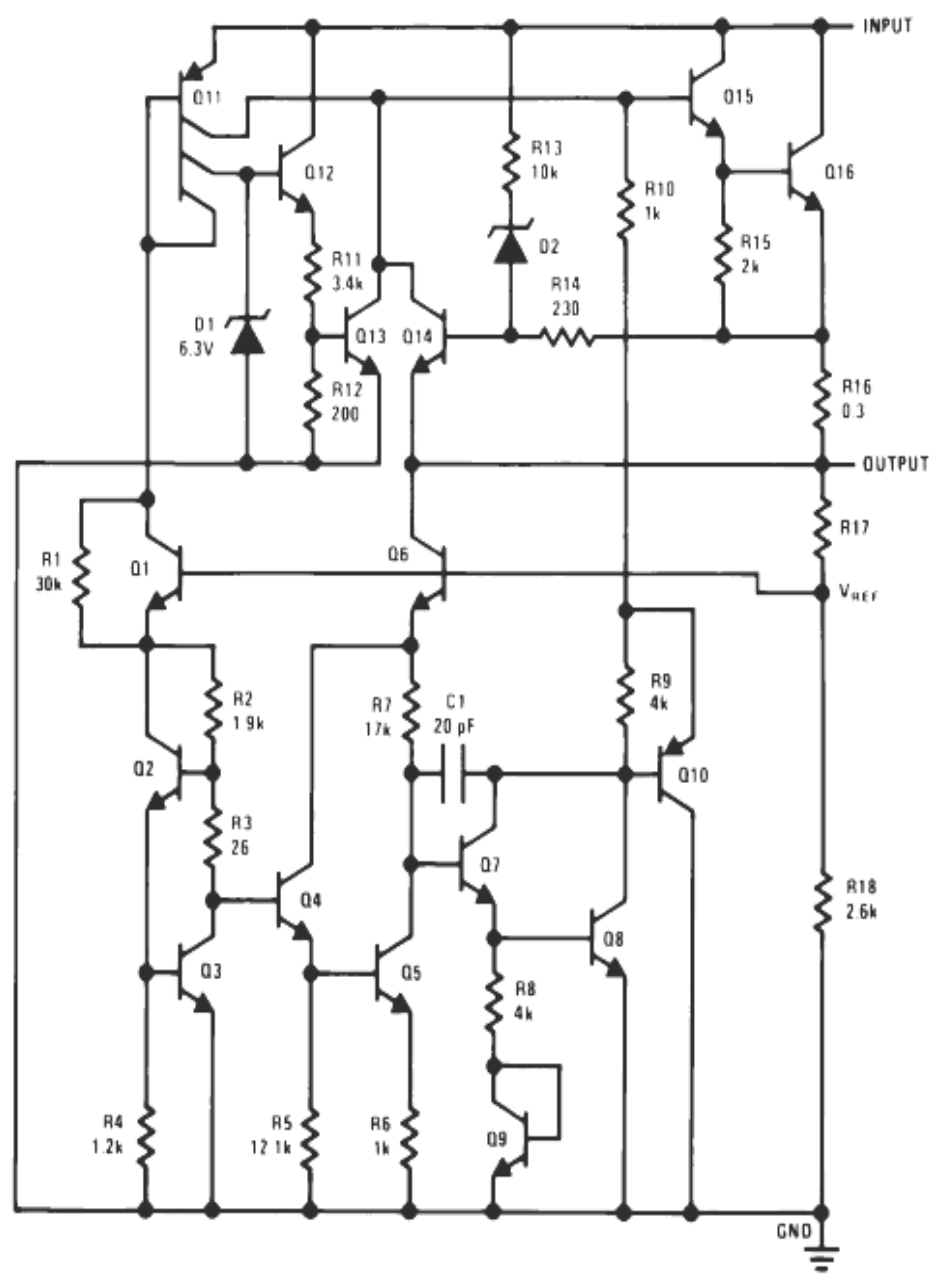 INPUT
Q11
Q15
Q12
R13
10k
Q16
R10
1k
R15
2k
R11
3.4k
D2
R14
230
D1
6.3V
Q13
Q14
R12
200
R16
0.3
OUTPUT
R1
30k
Q1
Q6
R17
VREF
R2
1 9k
R7
17k
C1
20 pF
R9
4k
Q2
Q10
R3
26
Q7
Q4
R18
2.6k
Q8
Q3
Q5
R8
4k
R4
1.2k
R5
12 1k
R6
1k
Q9
GND